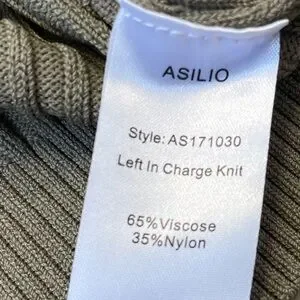 ASILIO
Style: AS171030
Left In Charge Knit
65%Viscose
35%Nylon